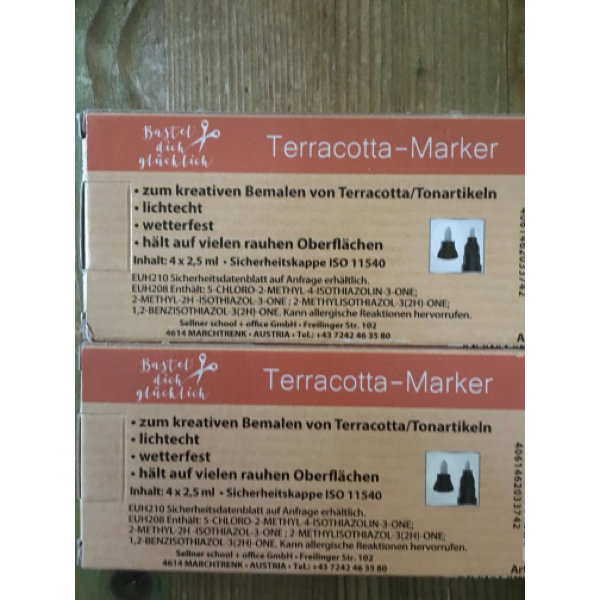 Bastel
dich
glücklich
Terracotta-Marker
• zum kreativen Bemalen von Terracotta/Tonartikeln
• lichtecht
• wetterfest
• hält auf vielen rauhen Oberflächen
Inhalt: 4 x 2,5 ml • Sicherheitskappe ISO 11540
EUH210 Sicherheitsdatenblatt auf Anfrage erhältlich.
EUH208 Enthält: 5-CHLORO-2-METHYL-4-ISOTHIAZOLIN-3-ONE;
2-METHYL-2H -ISOTHIAZOL-3-ONE ; 2-METHYLISOTHIAZOL-3(2H)-ONE;
1,2-BENZISOTHIAZOL-3(2H)-ONE. Kann allergische Reaktionen hervorrufen.
Sellner school + office GmbH • Freilinger Str. 102
4614 MARCHTRENK • AUSTRIA • Tel.: +43 7242 46 35 80
4061462033742
Bastel
dich
glücklich
Terracotta-Marker
• zum kreativen Bemalen von Terracotta/Tonartikeln
• lichtecht
• wetterfest
• hält auf vielen rauhen Oberflächen
Inhalt: 4 x 2,5 ml • Sicherheitskappe ISO 11540
EUH210 Sicherheitsdatenblatt auf Anfrage erhältlich.
EUH208 Enthält: 5-CHLORO-2-METHYL-4-ISOTHIAZOLIN-3-ONE;
2-METHYL-2H -ISOTHIAZOL-3-ONE ; 2-METHYLISOTHIAZOL-3(2H)-ONE;
1,2-BENZISOTHIAZOL-3(2H)-ONE. Kann allergische Reaktionen hervorrufen.
Sellner school + office GmbH • Freilinger Str. 102
4614 MARCHTRENK • AUSTRIA • Tel.: +43 7242 46 35 80
4061462033742